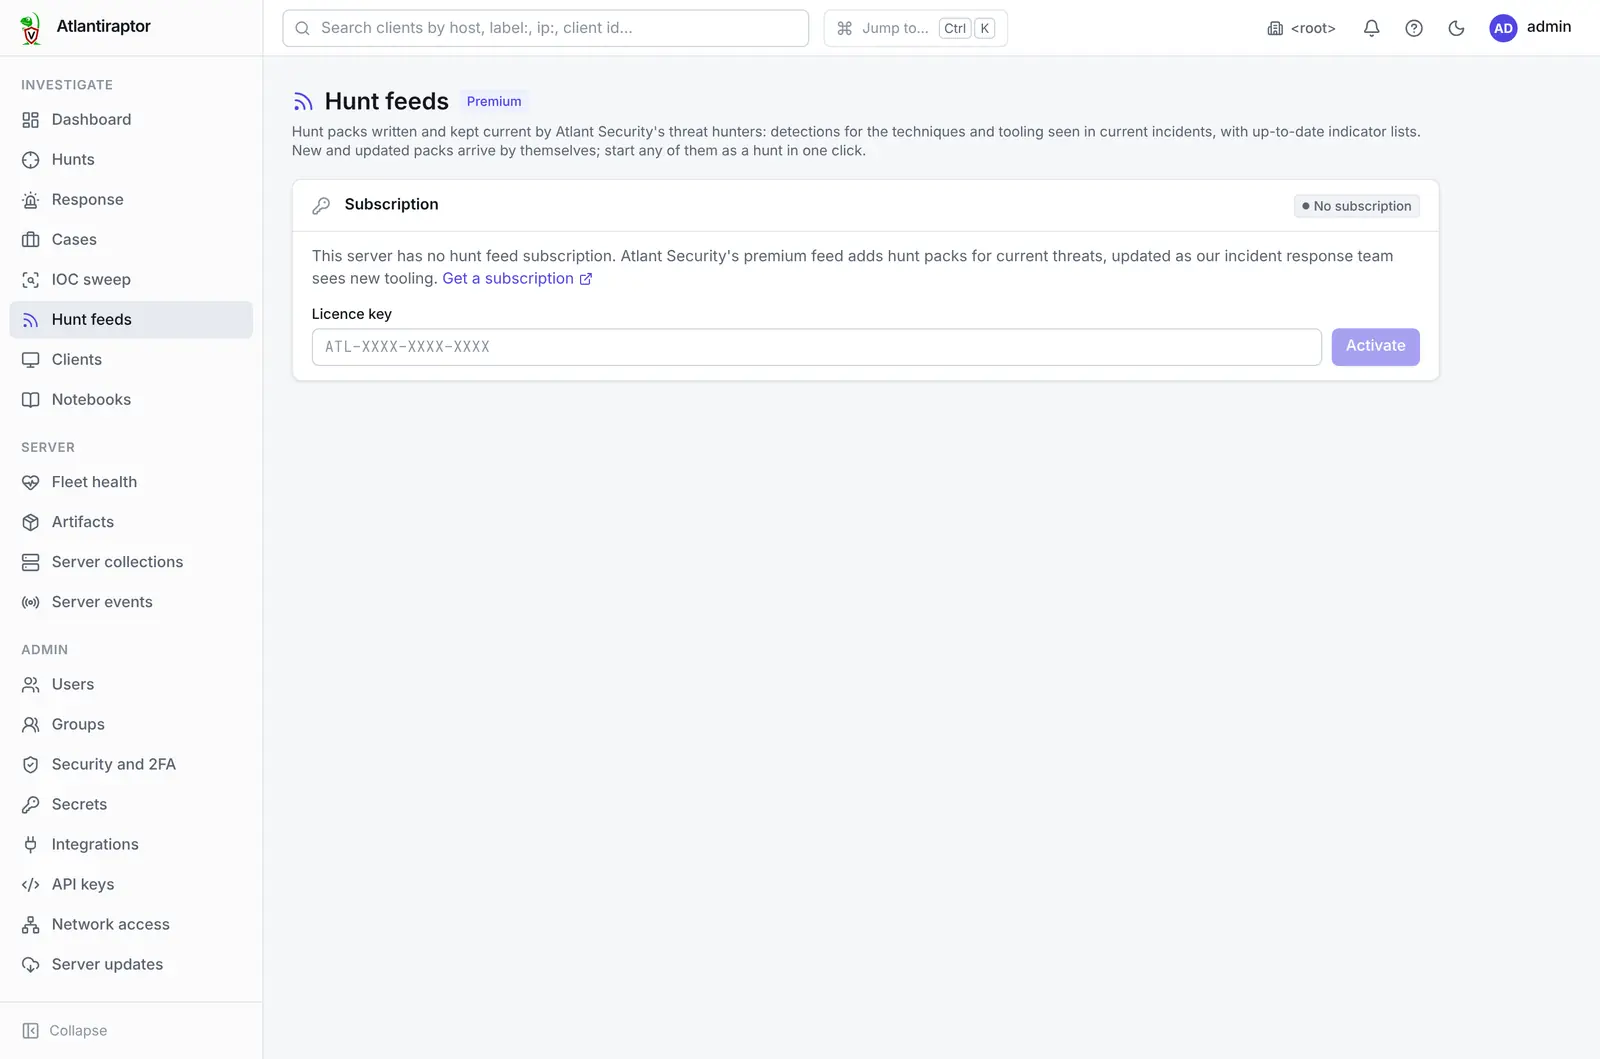 Atlantiraptor
Search clients by host, label:, ip:, client id...
Jump to... Ctrl K
<root>
AD admin
INVESTIGATE
Dashboard
Hunts
Response
Cases
IOC sweep
Hunt feeds
Clients
Notebooks
SERVER
Fleet health
Artifacts
Server collections
Server events
ADMIN
Users
Groups
Security and 2FA
Secrets
Integrations
API keys
Network access
Server updates
Collapse
Hunt feeds Premium
Hunt packs written and kept current by Atlant Security's threat hunters: detections for the techniques and tooling seen in current incidents, with up-to-date indicator lists.
New and updated packs arrive by themselves; start any of them as a hunt in one click.
Subscription
No subscription
This server has no hunt feed subscription. Atlant Security's premium feed adds hunt packs for current threats, updated as our incident response team
sees new tooling. Get a subscription
Licence key
ATL-XXXX-XXXX-XXXX
Activate